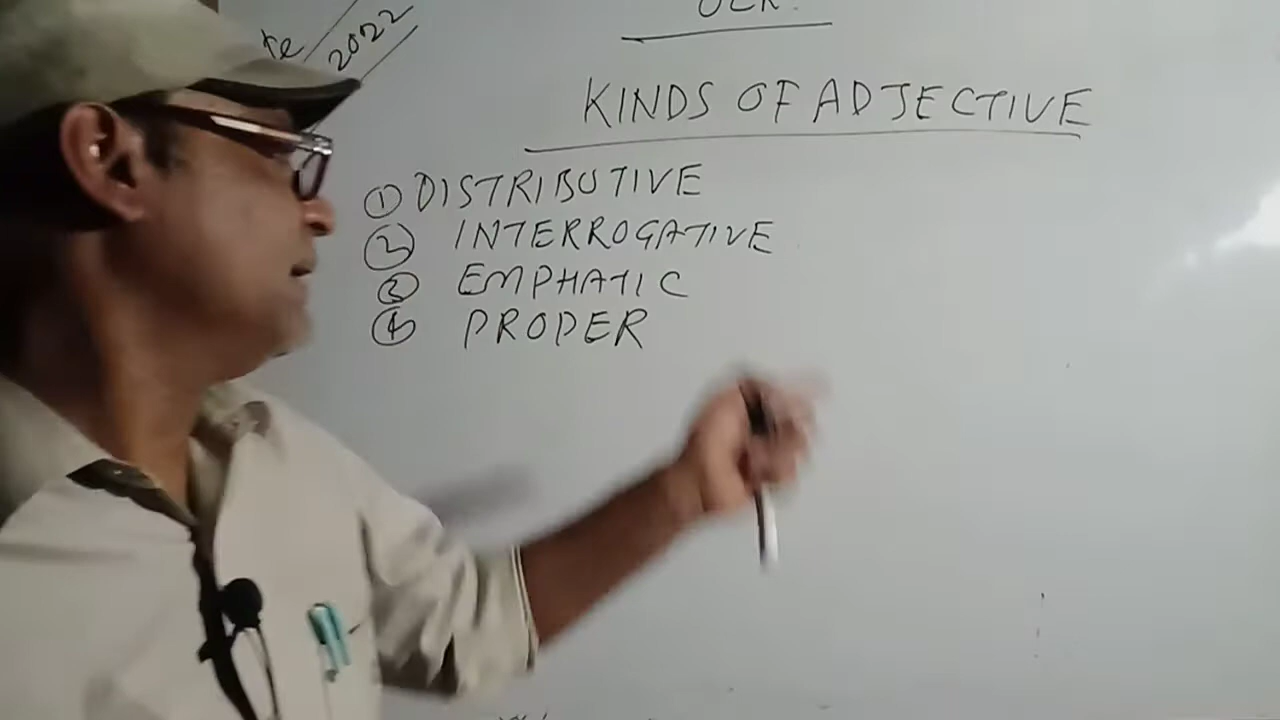 2022
KINDS OF ADJECTIVE
① DISTRIBUTIVE
② INTERROGATIVE
③ EMPHATIC
④ PROPER